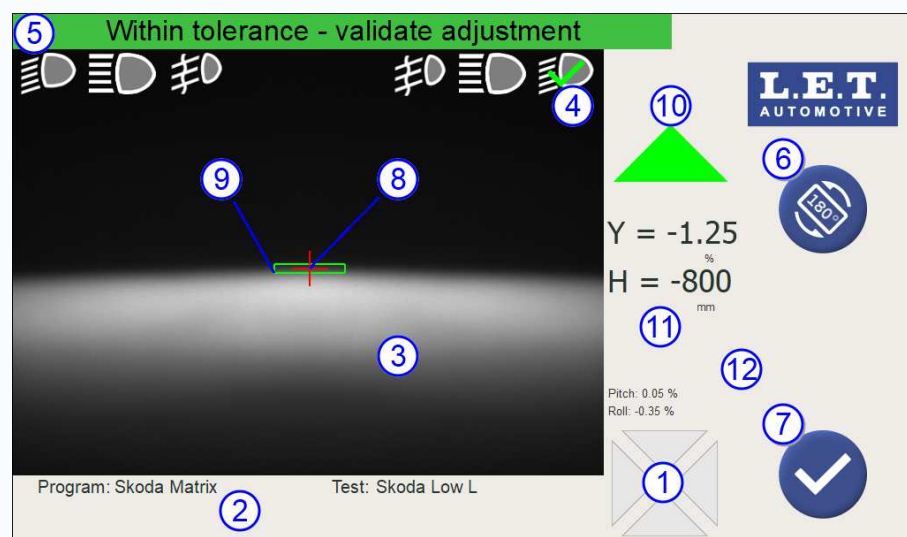 5
Within tolerance - validate adjustment
L.E.T.
AUTOMOTIVE
4
10
6
180°
9
8
Y = -1.25
%
H = -800
mm
11
3
12
Pitch: 0.05 %
Roll: -0.35 %
7
1
Program: Skoda Matrix
Test: Skoda Low L
2